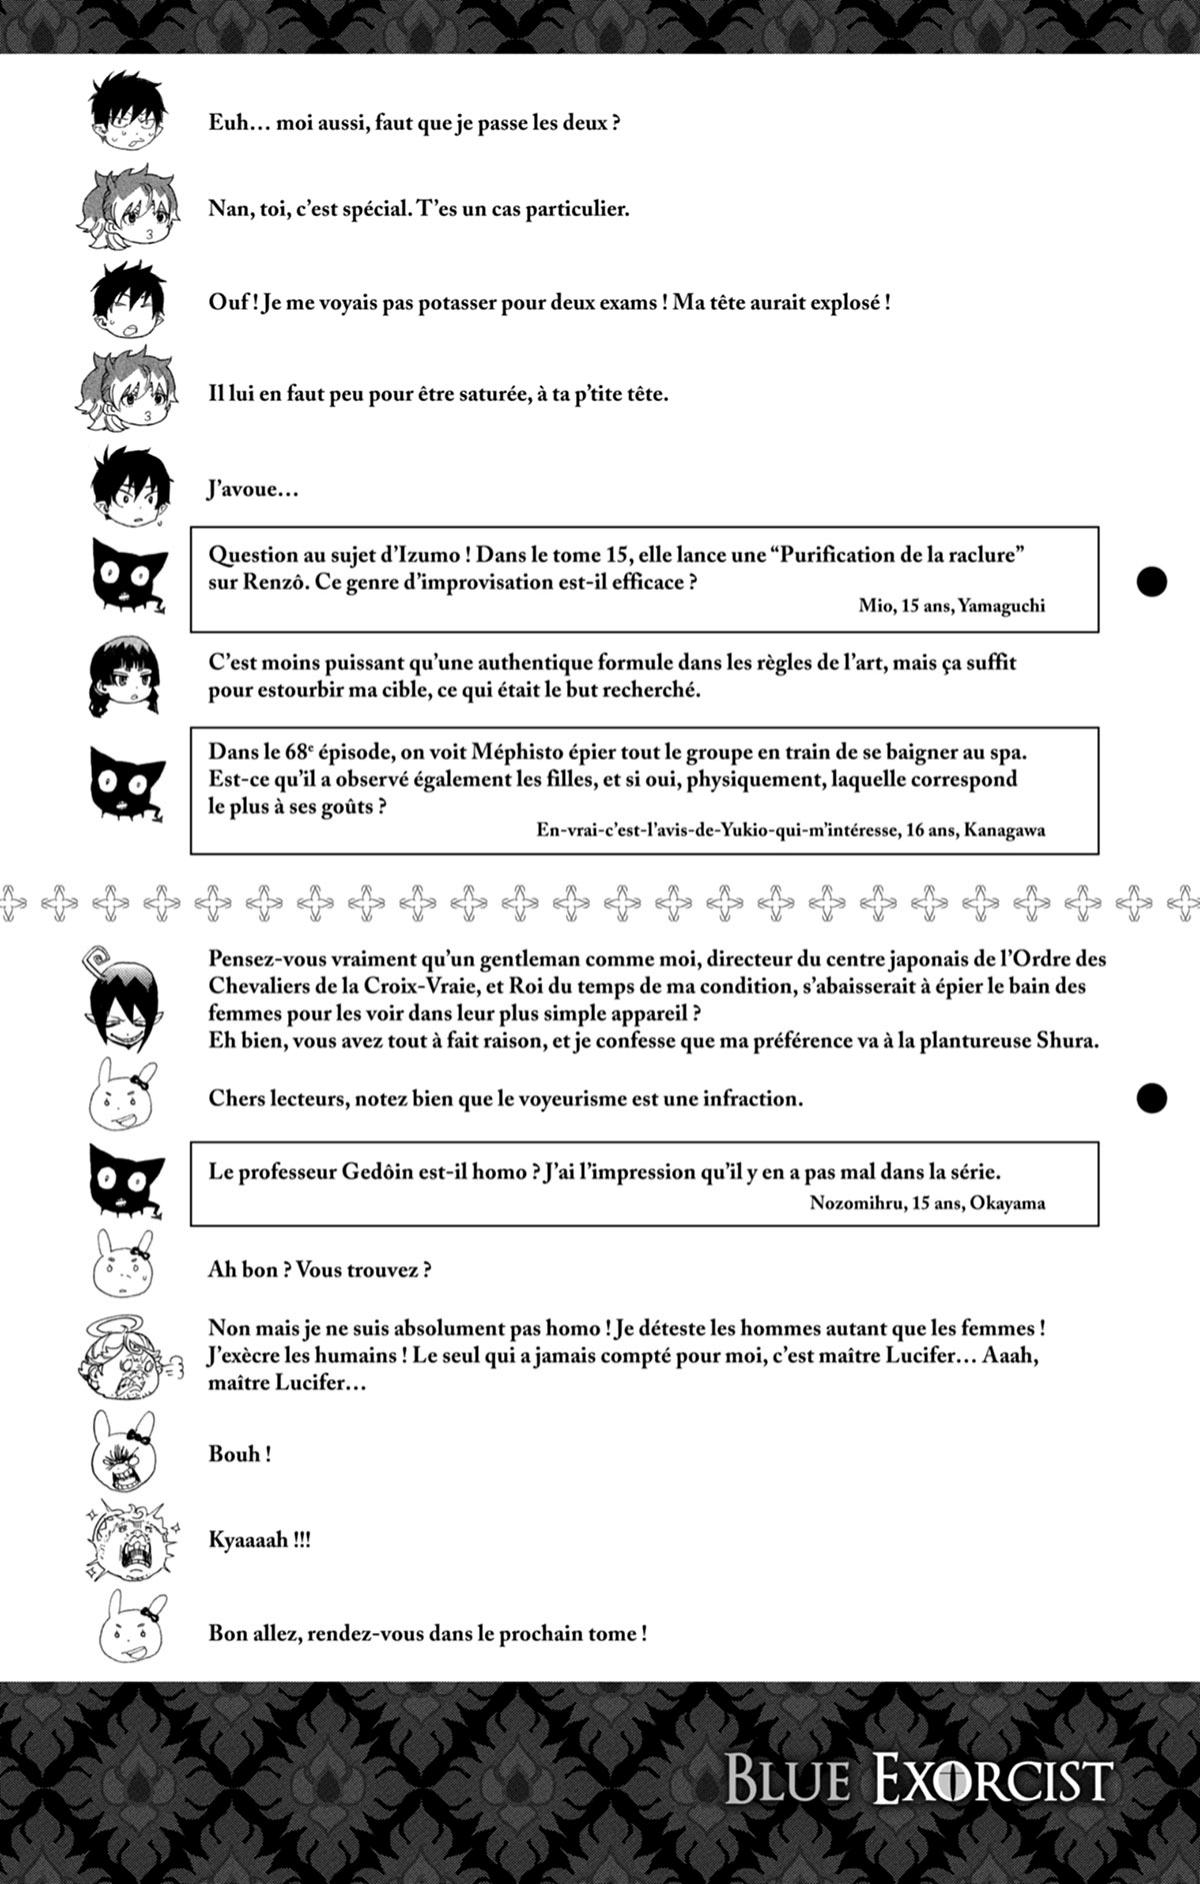 Euh… moi aussi, faut que je passe les deux ?
Nan, toi, c’est spécial. T’es un cas particulier.
Ouf ! Je me voyais pas potasser pour deux exams ! Ma tête aurait explosé !
Il lui en faut peu pour être saturée, à ta p’tite tête.
J’avoue…
Question au sujet d’Izumo ! Dans le tome 15, elle lance une “Purification de la raclure”
sur Renzô. Ce genre d’improvisation est-il efficace ?
Mio, 15 ans, Yamaguchi
C’est moins puissant qu’une authentique formule dans les règles de l’art, mais ça suffit
pour estourbir ma cible, ce qui était le but recherché.
Dans le 68e épisode, on voit Méphisto épier tout le groupe en train de se baigner au spa.
Est-ce qu’il a observé également les filles, et si oui, physiquement, laquelle correspond
le plus à ses goûts ?
En-vrai-c’est-l’avis-de-Yukio-qui-m’intéresse, 16 ans, Kanagawa
Pensez-vous vraiment qu’un gentleman comme moi, directeur du centre japonais de l’Ordre des
Chevaliers de la Croix-Vraie, et Roi du temps de ma condition, s’abaisserait à épier le bain des
femmes pour les voir dans leur plus simple appareil ?
Eh bien, vous avez tout à fait raison, et je confesse que ma préférence va à la plantureuse Shura.
Chers lecteurs, notez bien que le voyeurisme est une infraction.
Le professeur Gedôin est-il homo ? J’ai l’impression qu’il y en a pas mal dans la série.
Nozomihru, 15 ans, Okayama
Ah bon ? Vous trouvez ?
Non mais je ne suis absolument pas homo ! Je déteste les hommes autant que les femmes !
J’exècre les humains ! Le seul qui a jamais compté pour moi, c’est maître Lucifer… Aaah,
maître Lucifer…
Bouh !
Kyaaaah !!!
Bon allez, rendez-vous dans le prochain tome !
BLUE EXORCIST